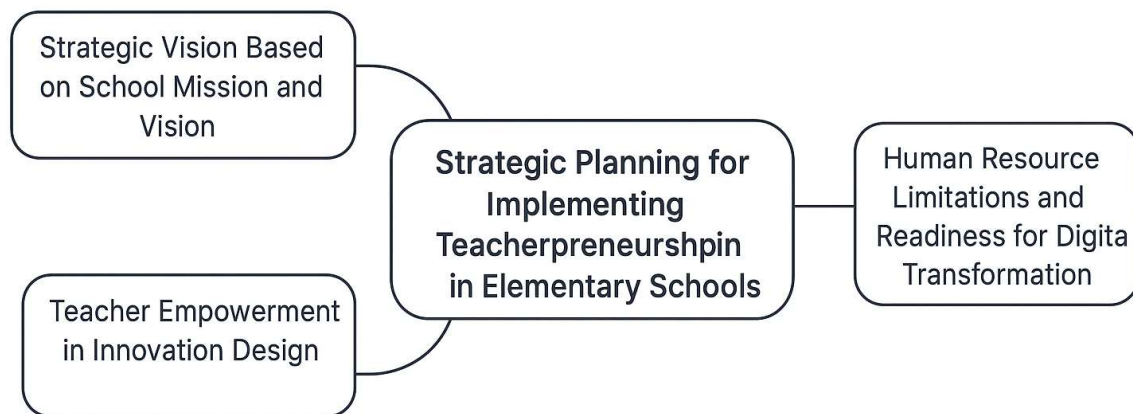 Strategic Vision Based
on School Mission and
Vision
Teacher Empowerment
in Innovation Design
Strategic Planning for
Implementing
Teacherpreneurshpin
in Elementary Schools
Human Resource
Limitations and
Readiness for Digita
Transformation